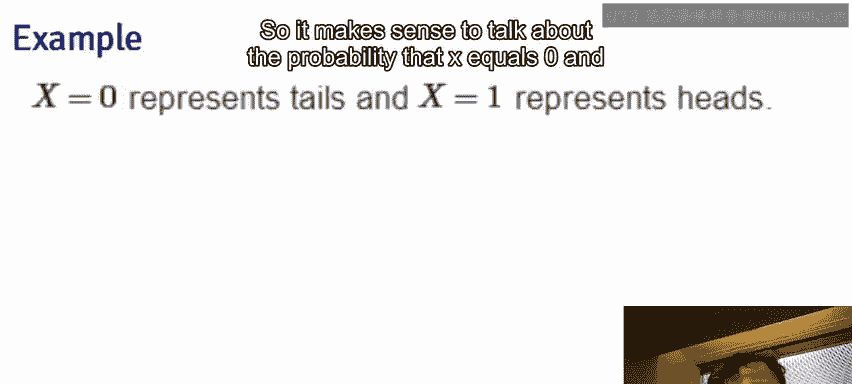 So it makes sense to talk about
the probability that x equals 0 and
Example
X = 0 represents tails and X = 1 represents heads.